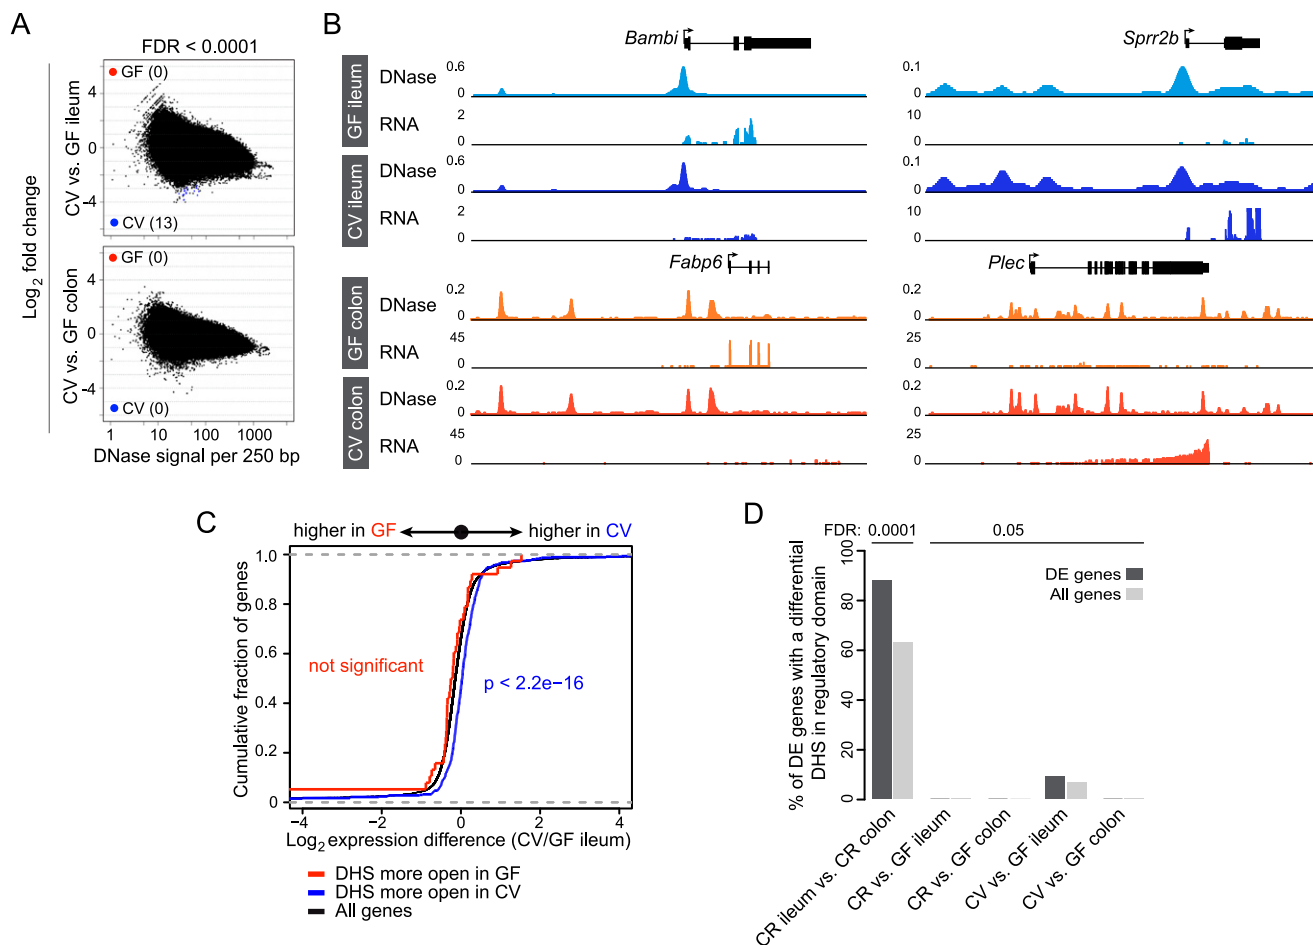 A
FDR < 0.0001
Log2 fold change
CV vs. GF ileum
GF (0)
4
0
-4
CV (13)
CV vs. GF colon
GF (0)
4
0
-4
CV (0)
1 10 100 1000
DNase signal per 250 bp
B
Bambi
Sprr2b
GF ileum
DNase
0.6
0
0.1
0
RNA
2
0
10
0
CV ileum
DNase
0.6
0
0.1
0
RNA
2
0
10
0
Fabp6
Plec
GF colon
DNase
0.2
0
0.2
0
RNA
45
0
25
0
CV colon
DNase
0.2
0
0.2
0
RNA
45
0
25
0
C
higher in GF
higher in CV
Cumulative fraction of genes
1.0
0.8
0.6
0.4
0.2
0
not significant
p < 2.2e−16
−4 −2 0 2 4
Log2 expression difference (CV/GF ileum)
DHS more open in GF
DHS more open in CV
All genes
D
FDR: 0.0001 0.05
% of DE genes with a differential
DHS in regulatory domain
100
80
60
40
20
0
DE genes
All genes
CR ileum vs. CR colon
CR vs. GF ileum
CR vs. GF colon
CV vs. GF ileum
CV vs. GF colon